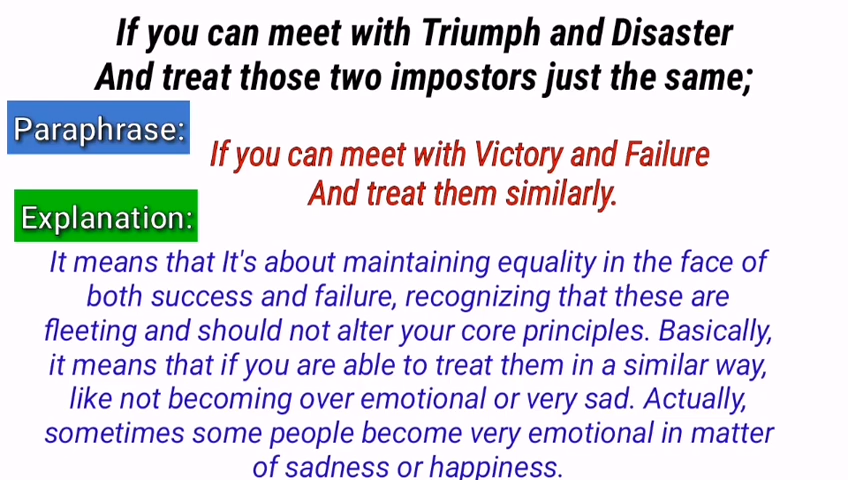 If you can meet with Triumph and Disaster
And treat those two impostors just the same;
Paraphrase:
If you can meet with Victory and Failure
And treat them similarly.
Explanation:
It means that It's about maintaining equality in the face of
both success and failure, recognizing that these are
fleeting and should not alter your core principles. Basically,
it means that if you are able to treat them in a similar way,
like not becoming over emotional or very sad. Actually,
sometimes some people become very emotional in matter
of sadness or happiness.